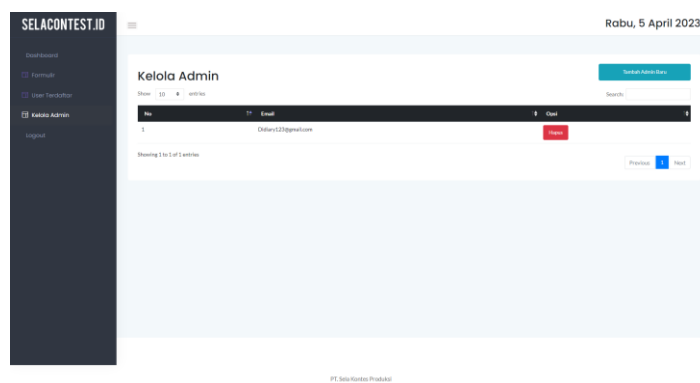 SELACONTEST.ID
Rabu, 5 April 2023
Dashboard
Formulir
User Terdaftar
Kelola Admin
Logout
Kelola Admin
Tambah Admin Baru
Show 10 entries
Search:
No Email Opsi
1 Didiary123@gmail.com Hapus
Showing 1 to 1 of 1 entries
Previous 1 Next
PT. Sela Kontes Produksi